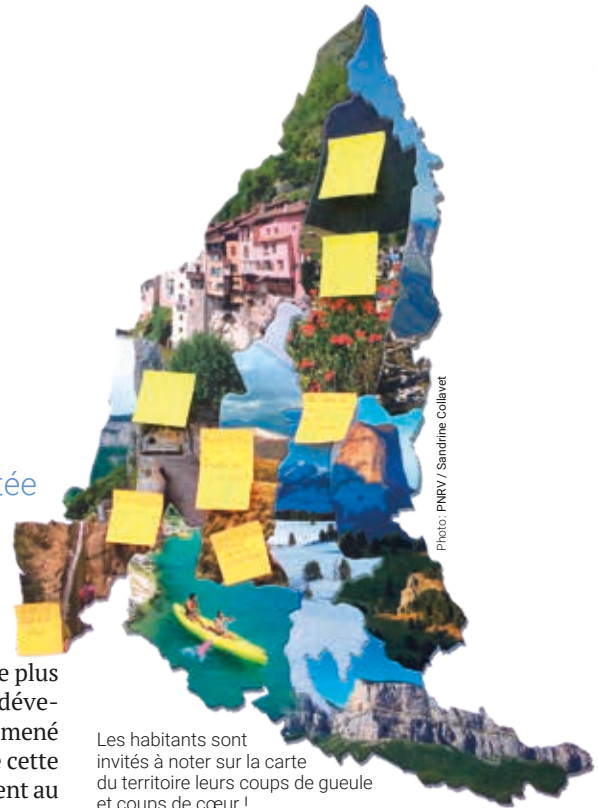 tée
e plus
déve-
mené
e cette
ent au
Les habitants sont
invités à noter sur la carte
du territoire leurs coups de gueule
et coups de cœur !
Photo: PNRV / Sandrine Collavet